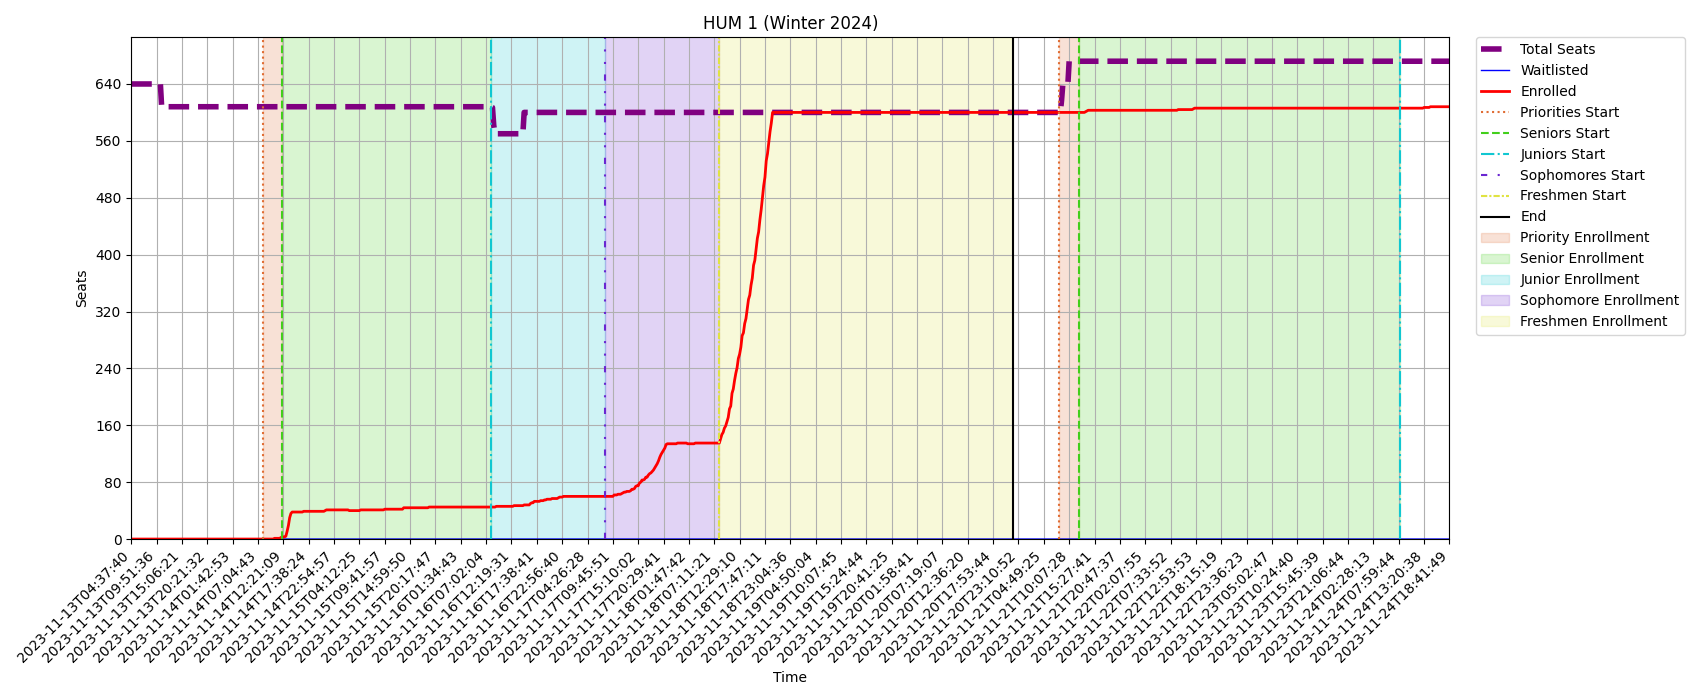 HUM 1 (Winter 2024)
Seats
640
560
480
400
320
240
160
80
0
2023-11-13T04:37:40
2023-11-13T09:51:36
2023-11-13T15:06:21
2023-11-13T20:21:32
2023-11-14T01:42:53
2023-11-14T07:04:43
2023-11-14T12:21:09
2023-11-14T17:38:24
2023-11-14T22:54:57
2023-11-15T04:12:25
2023-11-15T09:41:57
2023-11-15T14:59:50
2023-11-15T20:17:47
2023-11-16T01:34:43
2023-11-16T07:02:04
2023-11-16T12:19:31
2023-11-16T17:38:41
2023-11-16T22:56:40
2023-11-17T04:26:28
2023-11-17T09:45:51
2023-11-17T15:10:02
2023-11-17T20:29:41
2023-11-18T01:47:42
2023-11-18T07:11:21
2023-11-18T12:29:10
2023-11-18T17:47:11
2023-11-18T23:04:36
2023-11-19T04:50:04
2023-11-19T10:07:45
2023-11-19T15:24:44
2023-11-19T20:41:25
2023-11-20T01:58:41
2023-11-20T07:19:07
2023-11-20T12:36:20
2023-11-20T17:53:44
2023-11-20T23:10:52
2023-11-21T04:49:25
2023-11-21T10:07:28
2023-11-21T15:27:41
2023-11-21T20:47:37
2023-11-22T02:07:55
2023-11-22T07:33:52
2023-11-22T12:53:53
2023-11-22T18:15:19
2023-11-22T23:36:23
2023-11-23T05:02:47
2023-11-23T10:24:40
2023-11-23T15:45:39
2023-11-23T21:06:44
2023-11-24T02:28:13
2023-11-24T07:59:44
2023-11-24T13:20:38
2023-11-24T18:41:49
Time
Total Seats
Waitlisted
Enrolled
Priorities Start
Seniors Start
Juniors Start
Sophomores Start
Freshmen Start
End
Priority Enrollment
Senior Enrollment
Junior Enrollment
Sophomore Enrollment
Freshmen Enrollment